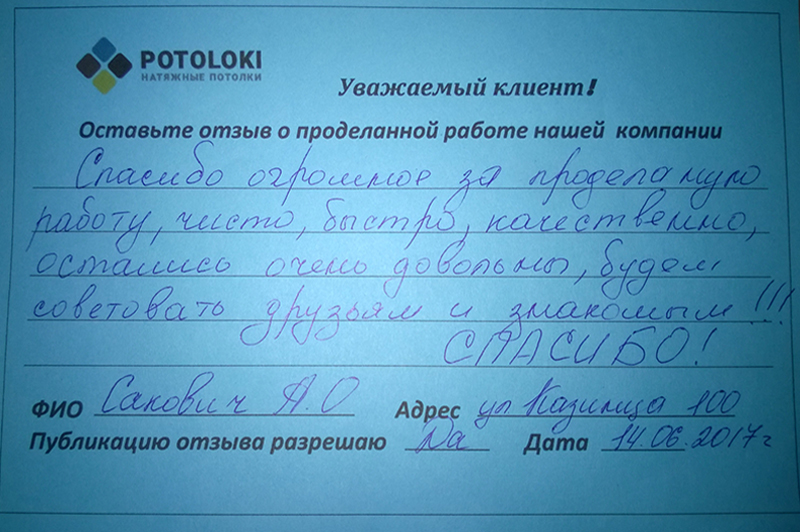 POTOLOKI
НАТЯЖНЫЕ ПОТОЛКИ
Уважаемый клиент!
Оставьте отзыв о проделанной работе нашей компании
Спасибо огромное за проделаную
работу, чисто, быстро, качественно,
остались очень довольны, будем
советовать друзьям и знакомым!!!
СПАСИБО!
ФИО Сакович А.О Адрес ул Казинца 100
Публикацию отзыва разрешаю Да Дата 14.06.2017г